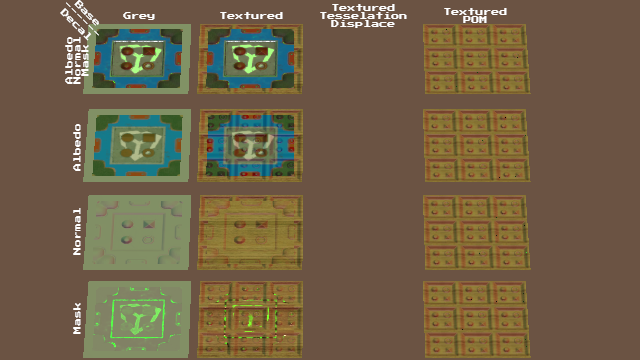 Base
Decal
Grey
Textured
Textured
Tesselation
Displace
Textured
POM
Albedo
Normal
Mask
Albedo
Normal
Mask